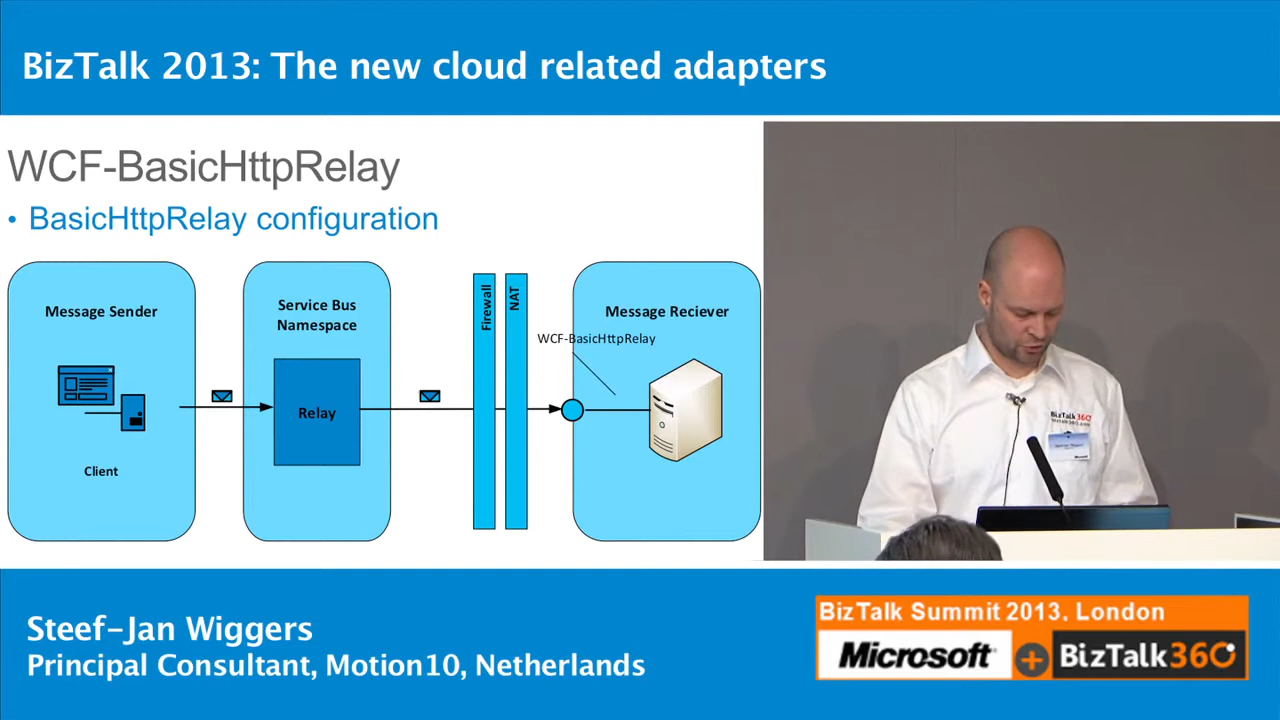 BizTalk 2013: The new cloud related adapters
WCF-BasicHttpRelay
• BasicHttpRelay configuration
Message Sender
Client
Service Bus
Namespace
Relay
Firewall
NAT
Message Reciever
WCF-BasicHttpRelay
BizTalk360
Steef-Jan Wiggers
Principal Consultant, Motion10, Netherlands
BizTalk Summit 2013. London
Microsoft + BizTalk360